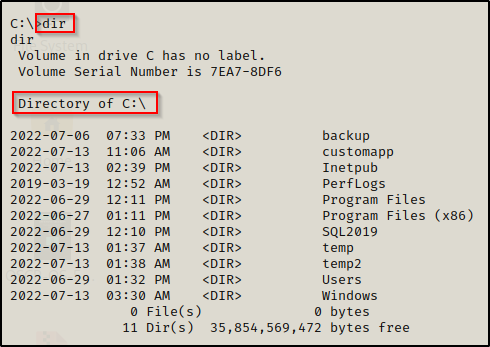 C:\>dir
dir
 Volume in drive C has no label.
 Volume Serial Number is 7EA7-8DF6

 Directory of C:\

2022-07-06  07:33 PM    <DIR>          backup
2022-07-13  11:06 AM    <DIR>          customapp
2022-07-13  02:39 PM    <DIR>          Inetpub
2019-03-19  12:52 AM    <DIR>          PerfLogs
2022-06-29  12:11 PM    <DIR>          Program Files
2022-06-27  01:11 PM    <DIR>          Program Files (x86)
2022-06-29  12:10 PM    <DIR>          SQL2019
2022-07-13  01:37 AM    <DIR>          temp
2022-07-13  01:38 AM    <DIR>          temp2
2022-06-29  01:32 PM    <DIR>          Users
2022-07-13  03:30 AM    <DIR>          Windows
               0 File(s)              0 bytes
              11 Dir(s)  35,854,569,472 bytes free